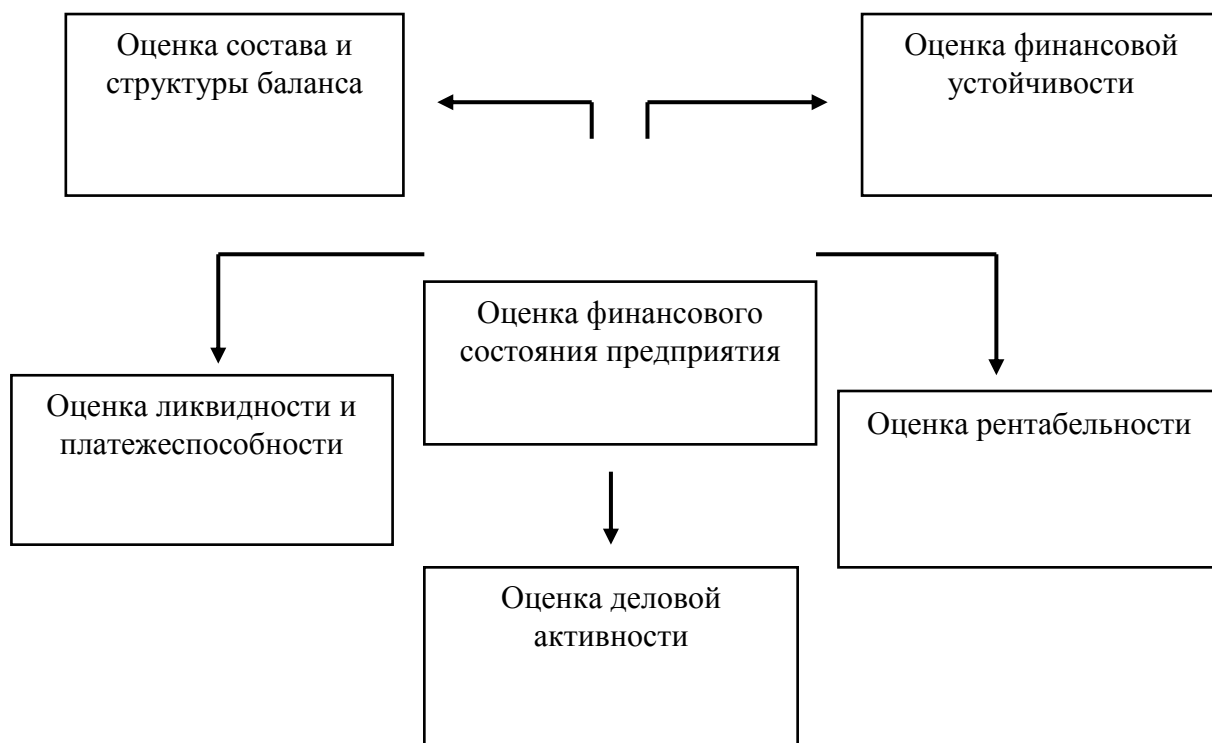 Оценка состава и
структуры баланса
Оценка финансовой
устойчивости
Оценка финансового
состояния предприятия
Оценка ликвидности и
платежеспособности
Оценка рентабельности
Оценка деловой
активности